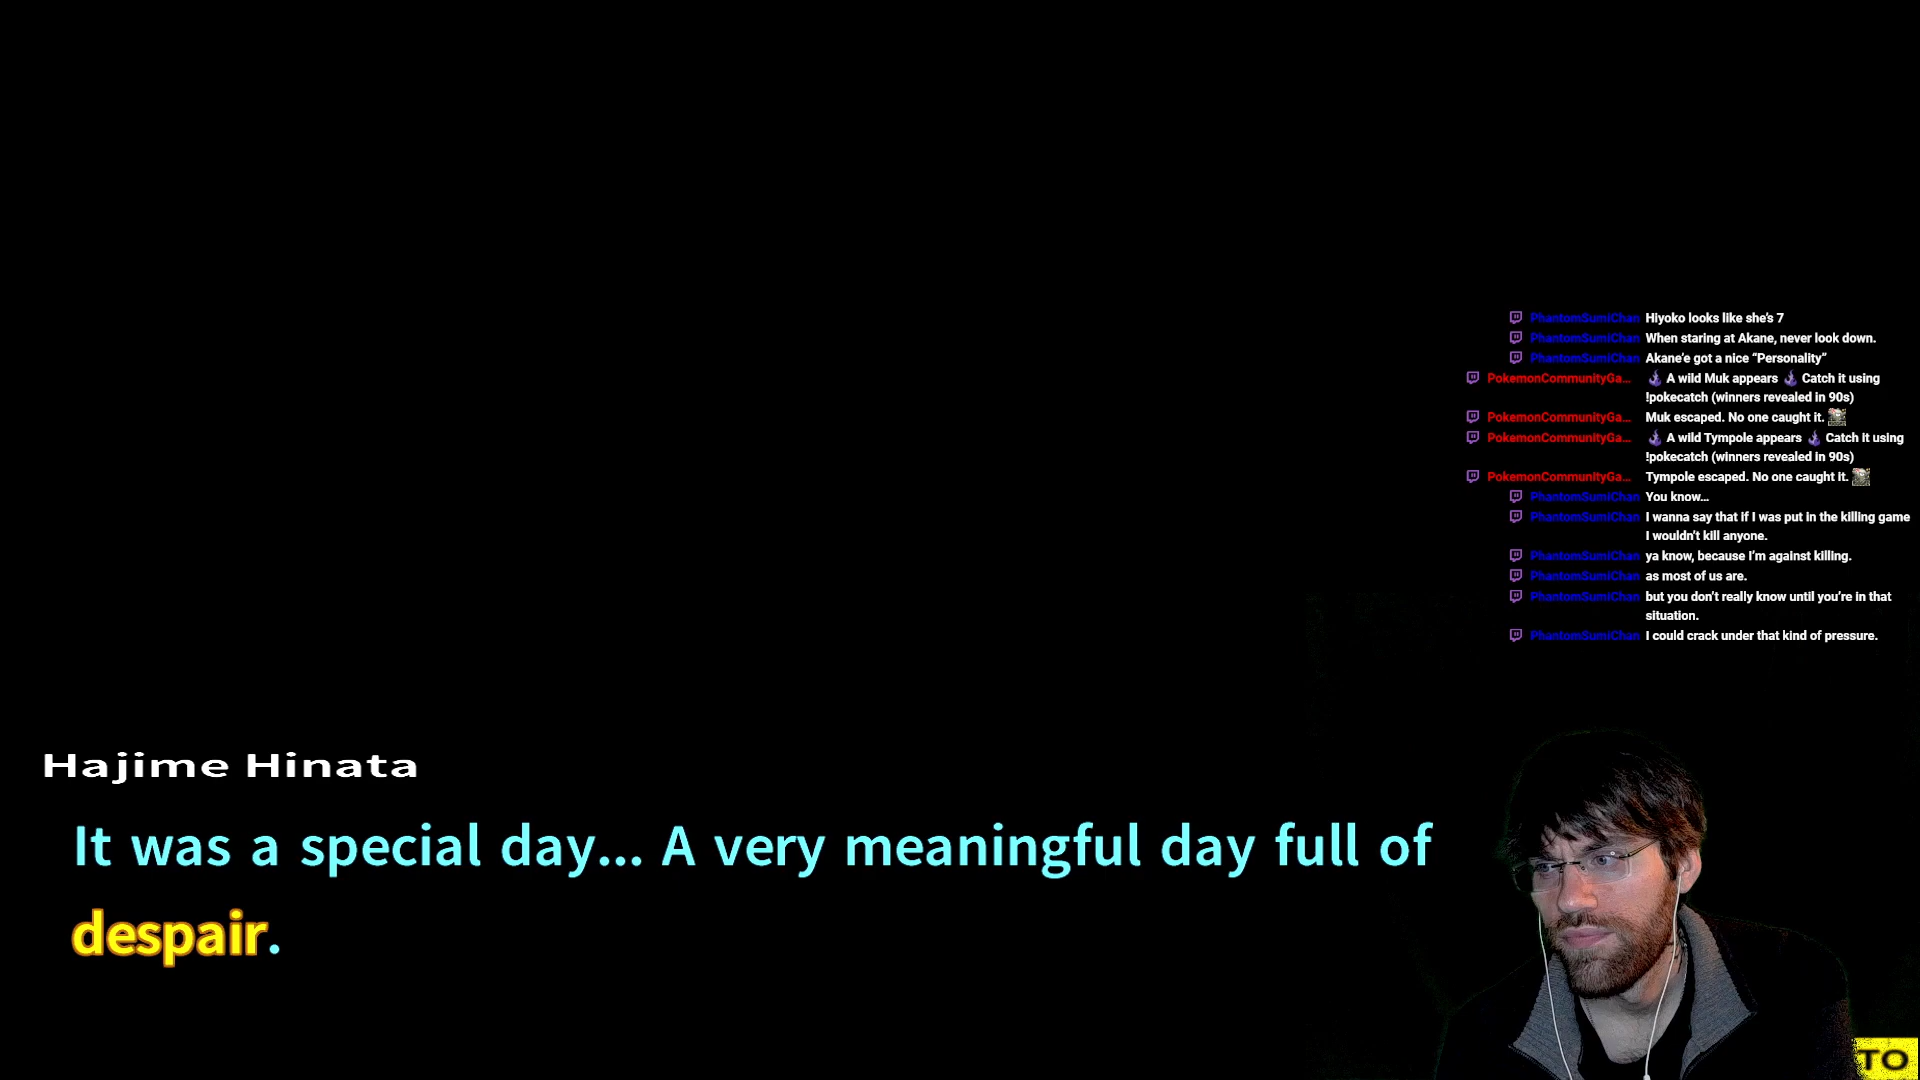 PhantomSumiChan Hiyoko looks like she's 7
PhantomSumiChan When staring at Akane, never look down.
PhantomSumiChan Akane'e got a nice “Personality”
PokemonCommunityGa... A wild Muk appears Catch it using
!pokecatch (winners revealed in 90s)
PokemonCommunityGa... Muk escaped. No one caught it.
PokemonCommunityGa... A wild Tympole appears Catch it using
!pokecatch (winners revealed in 90s)
PokemonCommunityGa... Tympole escaped. No one caught it.
PhantomSumiChan You know...
PhantomSumiChan I wanna say that if I was put in the killing game
I wouldn't kill anyone.
PhantomSumiChan ya know, because I'm against killing.
PhantomSumiChan as most of us are.
PhantomSumiChan but you don't really know until you're in that
situation.
PhantomSumiChan I could crack under that kind of pressure.
Hajime Hinata
It was a special day... A very meaningful day full of
despair.
TO